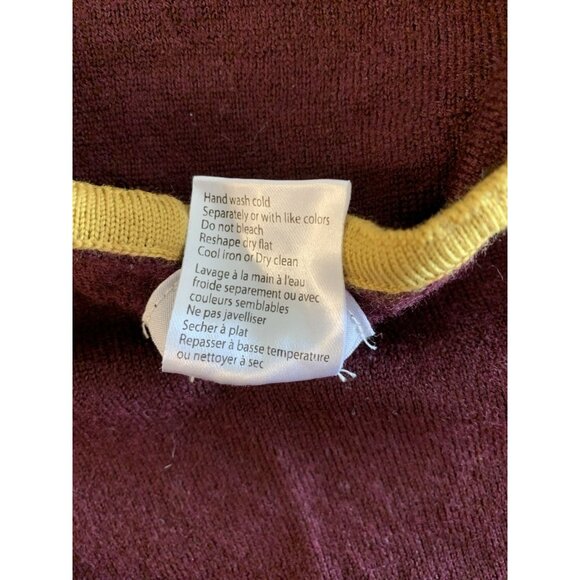 Hand wash cold
Separately or with like colors
Do not bleach
Reshape dry flat
Cool iron or Dry clean
Lavage à la main à l'eau
froide separement ou avec
couleurs semblables
Ne pas javelliser
Secher à plat
Repasser à basse temperature
ou nettoyer à sec